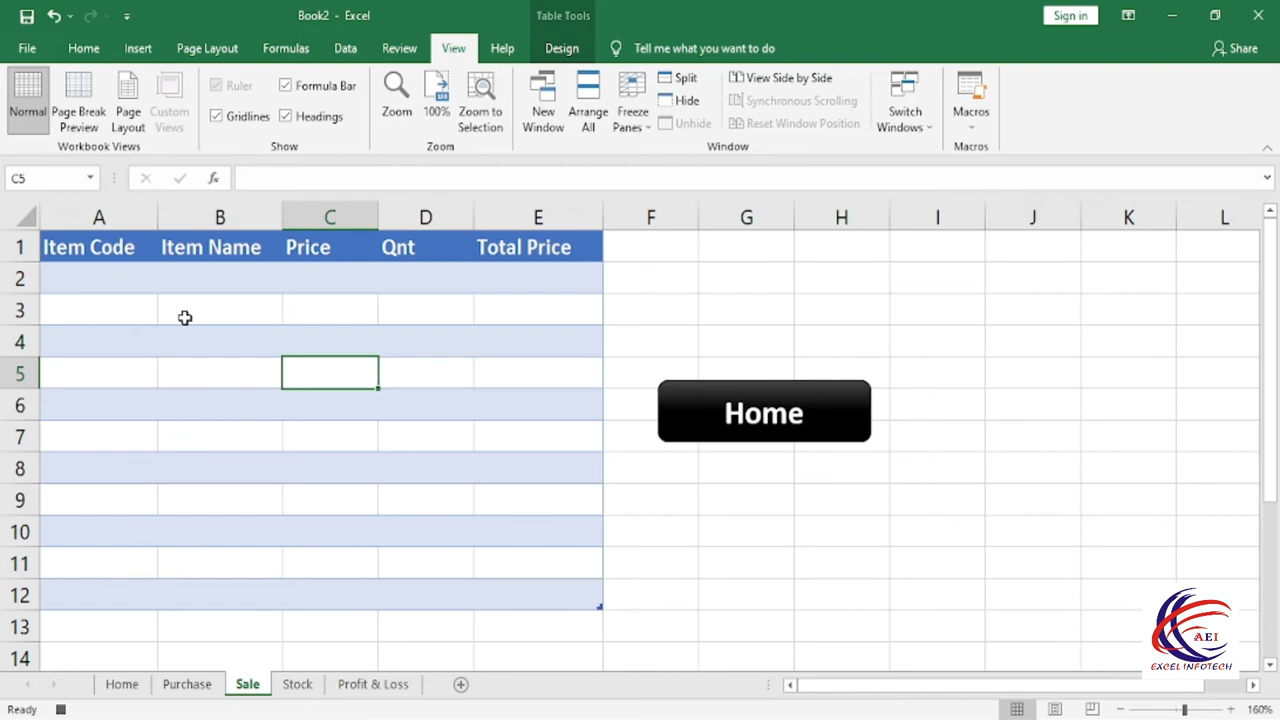 Book2 - Excel
Table Tools
Sign in
File
Home
Insert
Page Layout
Formulas
Data
Review
View
Help
Design
Tell me what you want to do
Share
Normal
Page Break
Preview
Page
Layout
Custom
Views
Workbook Views
Ruler
Formula Bar
Gridlines
Headings
Show
Zoom
100%
Zoom to
Selection
Zoom
New
Window
Arrange
All
Freeze
Panes
Split
Hide
Unhide
View Side by Side
Synchronous Scrolling
Reset Window Position
Window
Switch
Windows
Macros
Macros
C5
fx
A B C D E F G H I J K L
1 Item Code Item Name Price Qnt Total Price
2
3
4
5
6
Home
7
8
9
10
11
12
13
14
AEI
EXCEL INFOTECH
Home Purchase Sale Stock Profit & Loss
Ready
160%